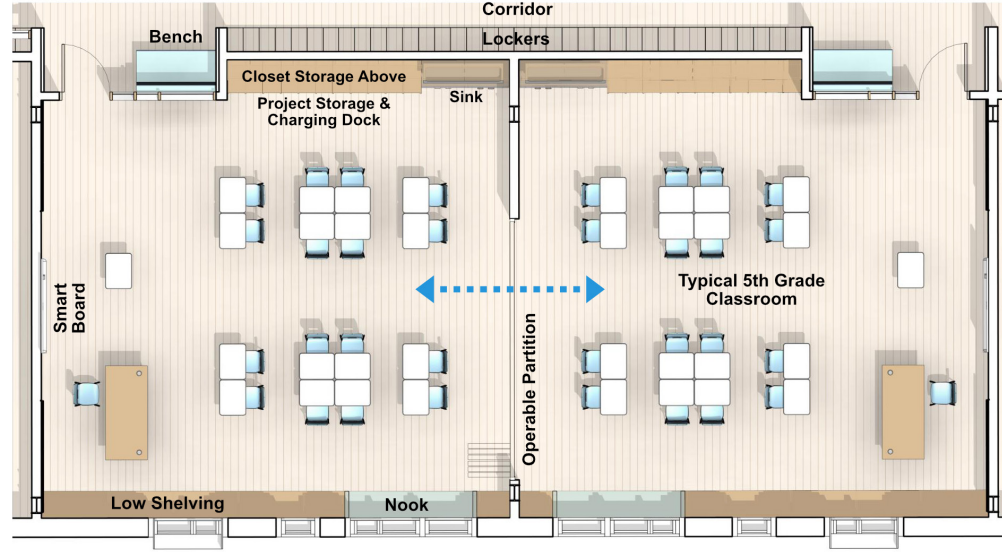 Corridor
Bench
Lockers
Closet Storage Above
Sink
Project Storage &
Charging Dock
Smart
Board
Typical 5th Grade
Classroom
Operable Partition
Low Shelving
Nook